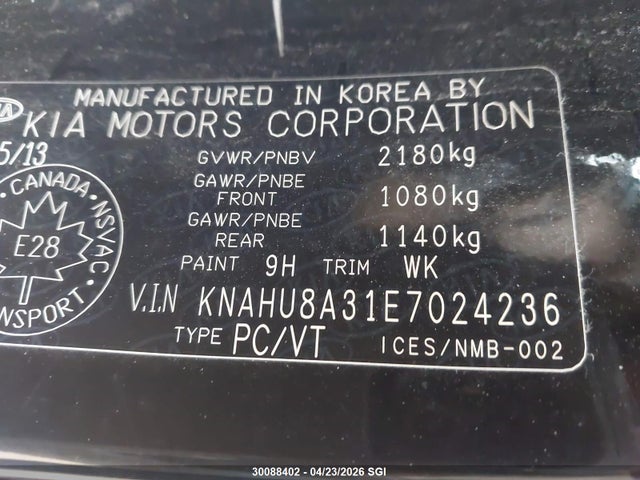 MANUFACTURED IN KOREA BY
KIA MOTORS CORPORATION
5/13
GVWR/PNBV 2180kg
GAWR/PNBE FRONT 1080kg
GAWR/PNBE REAR 1140kg
PAINT 9H TRIM WK
V.I.N KNAHU8A31E7024236
TYPE PC/VT ICES/NMB-002
CANADA NSVAC
E28
30088402 - 04/23/2026 SGI